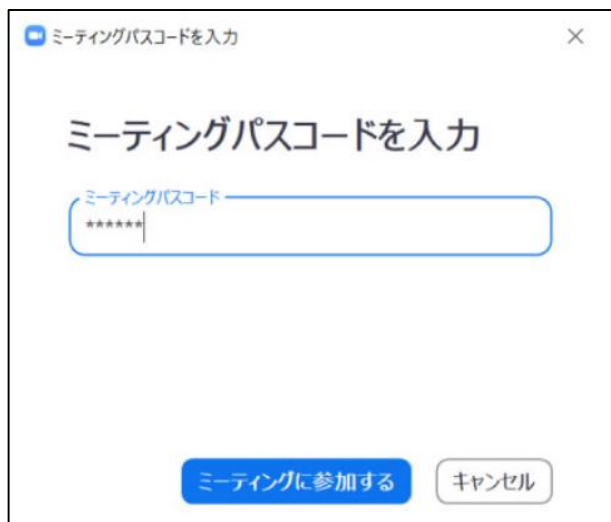 ミーティングパスコードを入力
ミーティングパスコードを入力
ミーティングパスコード
******
ミーティングに参加する
キャンセル